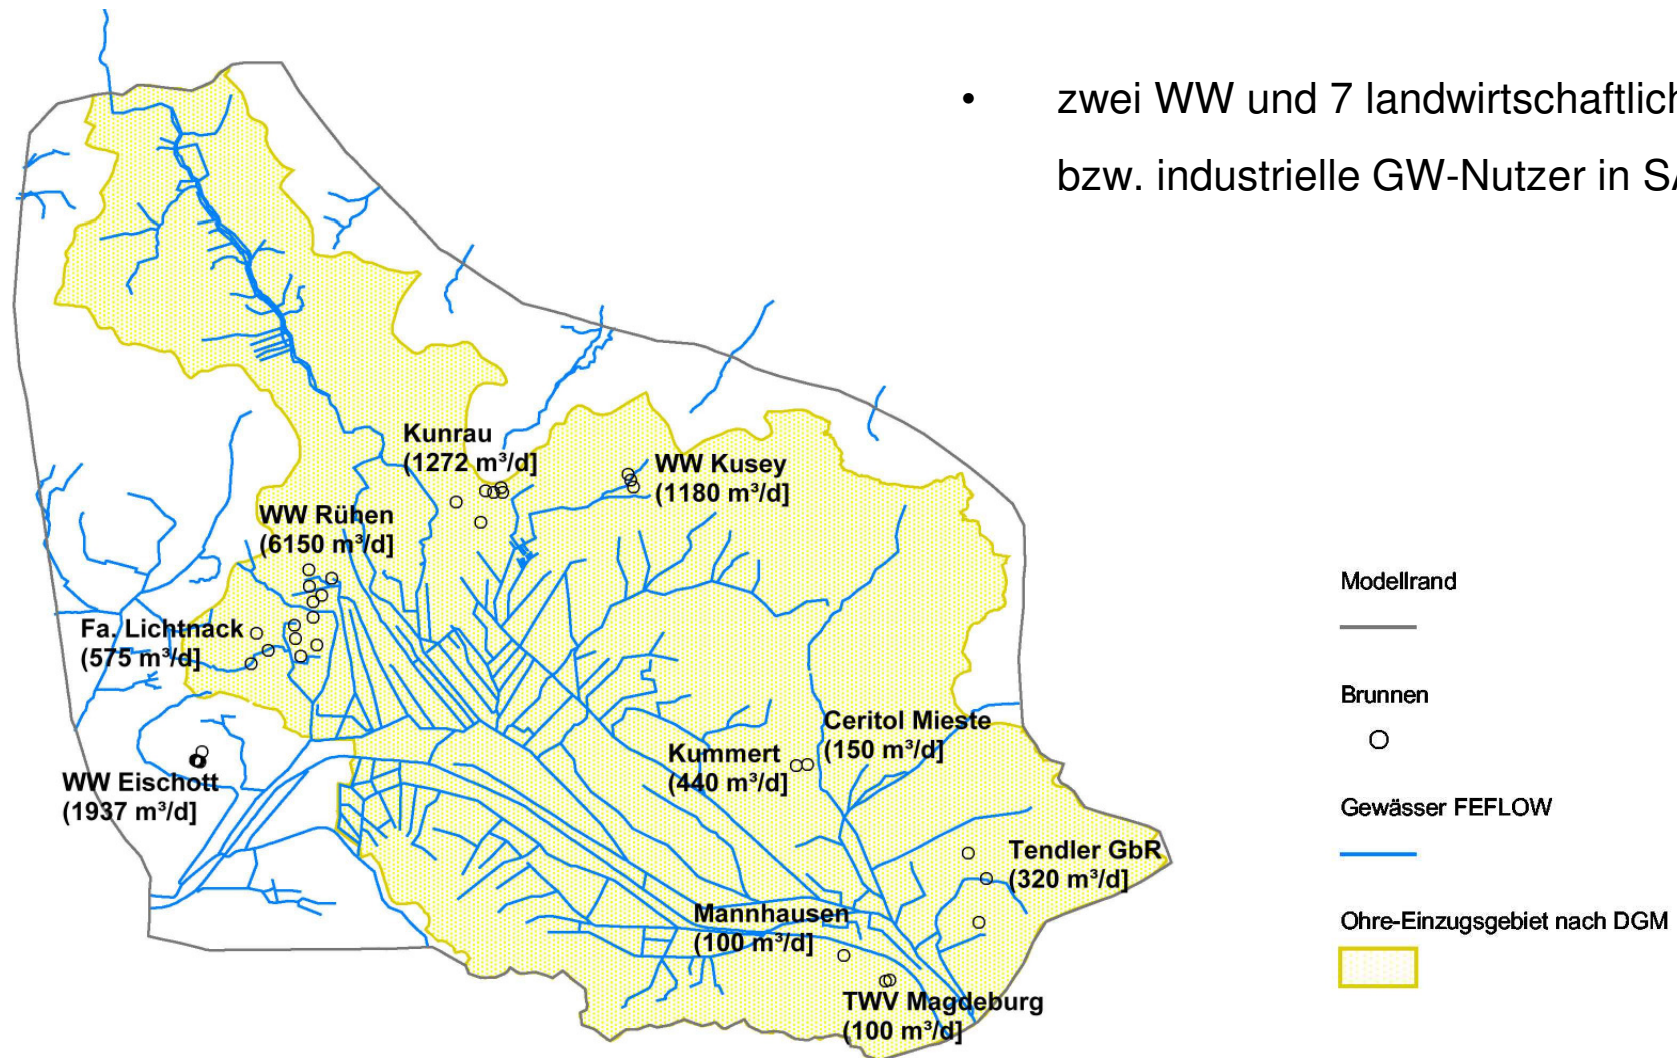 • zwei WW und 7 landwirtschaftlich
bzw. industrielle GW-Nutzer in SA
Kunrau
(1272 m³/d]
WW Kusey
(1180 m³/d]
WW Rühen
(6150 m³/d]
Fa. Lichtnack
(575 m³/d]
WW Eischott
(1937 m³/d]
Ceritol Mieste
(150 m³/d]
Kummert
(440 m³/d]
Tendler GbR
(320 m³/d]
Mannhausen
(100 m³/d]
TWV Magdeburg
(100 m³/d]
Modellrand
Brunnen
Gewässer FEFLOW
Ohre-Einzugsgebiet nach DGM